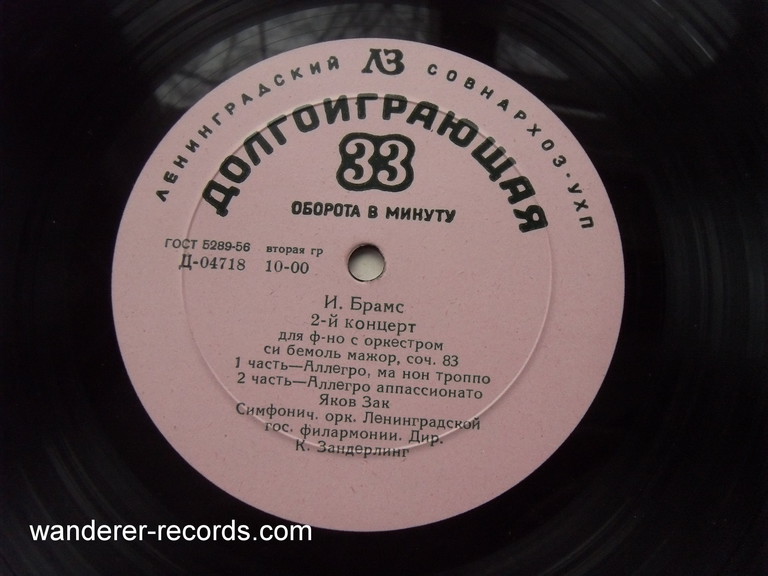 ЛЕНИНГРАДСКИЙ ЛЗ СОВНАРХОЗ·УХП
ДОЛГОИГРАЮЩАЯ
33
ОБОРОТА В МИНУТУ
ГОСТ 5289-56 вторая гр
Д-04718 10-00
И. Брамс
2-й концерт
для ф-но с оркестром
си бемоль мажор, соч. 83
1 часть—Аллегро, ма нон троппо
2 часть—Аллегро аппассионато
Яков Зак
Симфонич. орк. Ленинградской
гос. филармонии. Дир.
К. Зандерлинг
wanderer-records.com